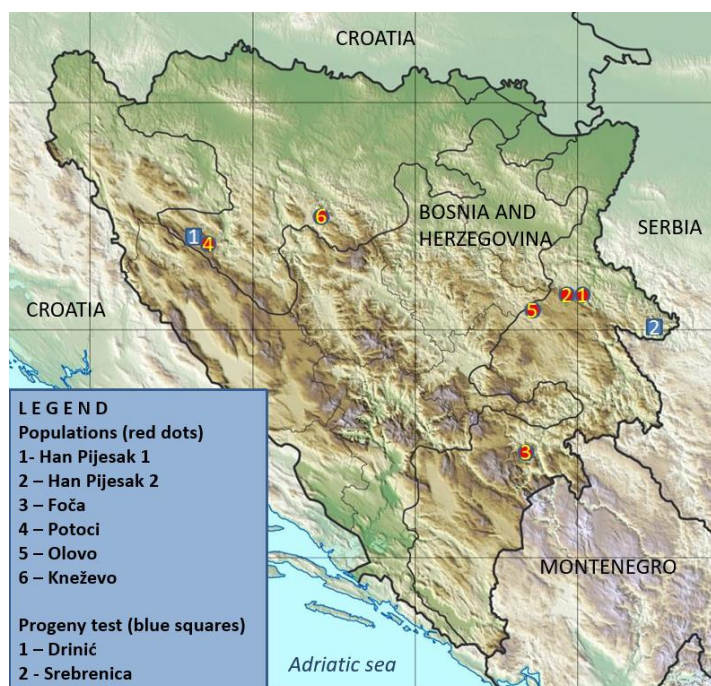 CROATIA
6
BOSNIA AND
HERZEGOVINA
SERBIA
1
4
2 1
5
2
CROATIA
3
MONTENEGRO
Adriatic sea
L E G E N D
Populations (red dots)
1- Han Pijesak 1
2 – Han Pijesak 2
3 – Foča
4 – Potoci
5 – Olovo
6 – Kneževo
Progeny test (blue squares)
1 – Drinić
2 - Srebrenica